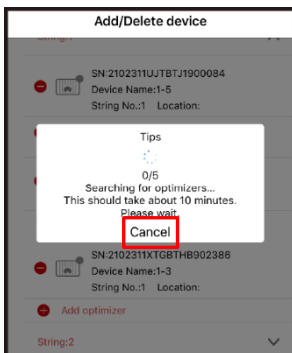 Add/Delete device
String:1
SN:2102311UJTBTJ1900084
Device Name:1-5
String No.:1 Location:
Tips
0/5
Searching for optimizers...
This should take about 10 minutes.
Please wait.
Cancel
SN:2102311XTGBTHB902386
Device Name:1-3
String No.:1 Location:
Add optimizer
String:2